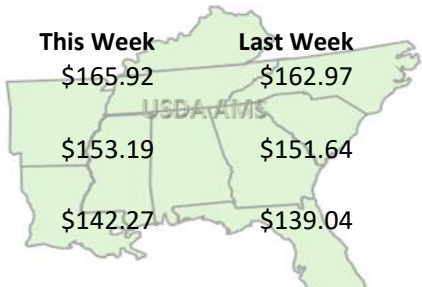 This Week Last Week
$165.92 $162.97
USDA AMS
$153.19 $151.64
$142.27 $139.04